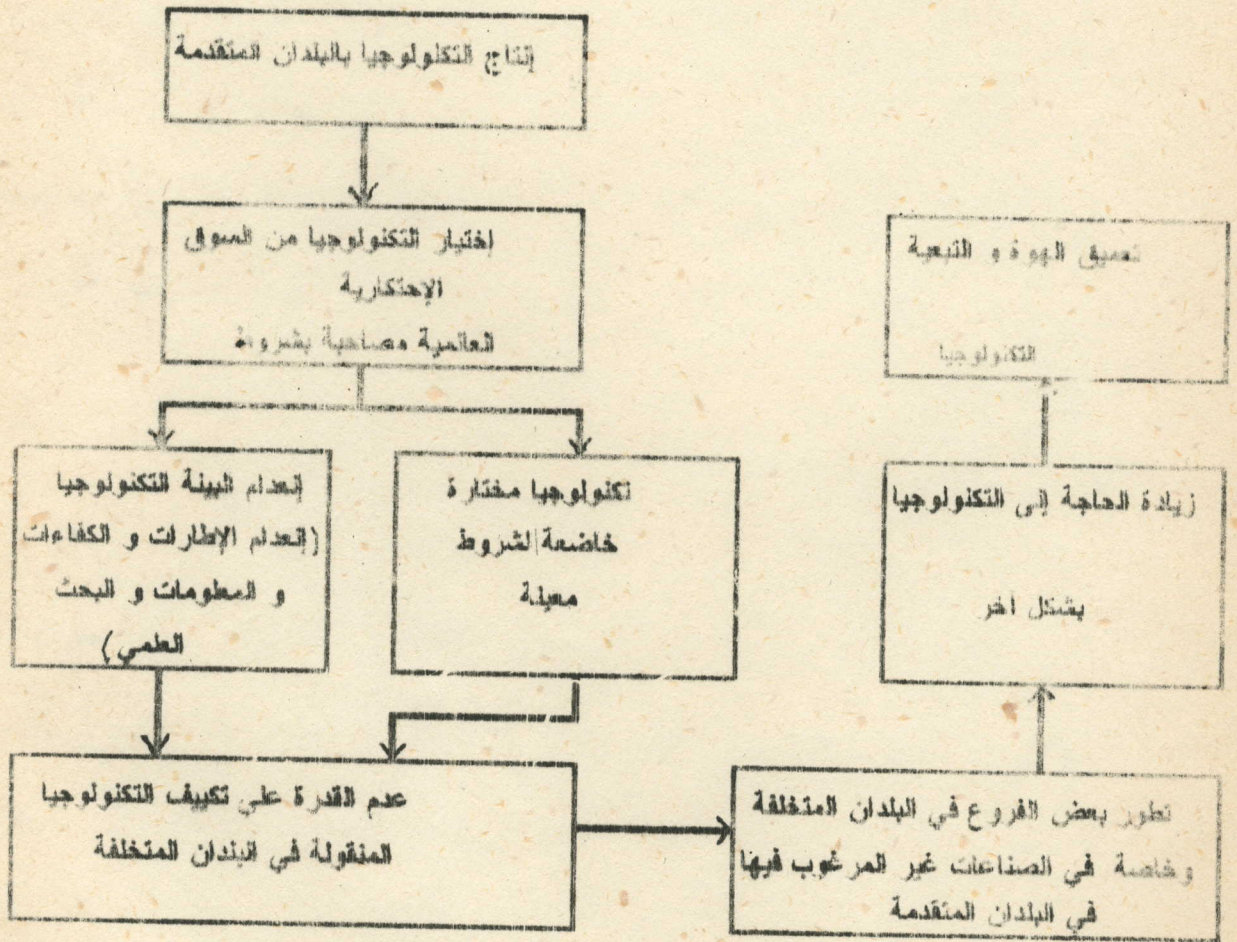 إنتاج التكنولوجيا بالبلدان المتقدمة
إختيار التكنولوجيا من السوق
الإحتكارية
العالمية مصاحبة بشروط
إنعدام البيئة التكنولوجيا
(إنعدام الإطارات و الكفاءات
و المعلومات و البحث
العلمي)
تكنولوجيا مختارة
خاضعة لشروط
معينة
عدم القدرة على تكييف التكنولوجيا
المنقولة في البلدان المتخلفة
تطور بعض الفروع في البلدان المتخلفة
وخاصة في الصناعات غير المرغوب فيها
في البلدان المتقدمة
زيادة الحاجة إلى التكنولوجيا
بشكل أخر
تعميق الهوة و التبعية
التكنولوجيا